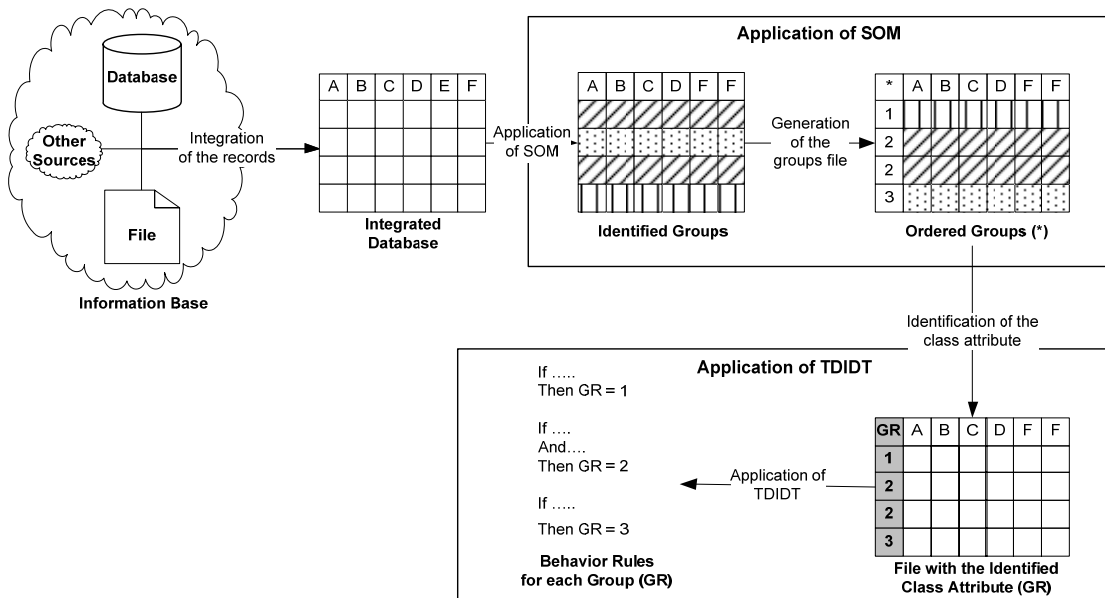 Database
Other
Sources
File
Information Base
Integration
of the records
A B C D E F
Integrated
Database
Application
of SOM
Application of SOM
A B C D F F
Identified Groups
Generation
of the
groups file
* A B C D F F
1
2
2
3
Ordered Groups (*)
Identification of the
class attribute
Application of TDIDT
If .....
Then GR = 1
If ....
And....
Then GR = 2
If .....
Then GR = 3
Behavior Rules
for each Group (GR)
Application of
TDIDT
GR A B C D F F
1
2
2
3
File with the Identified
Class Attribute (GR)